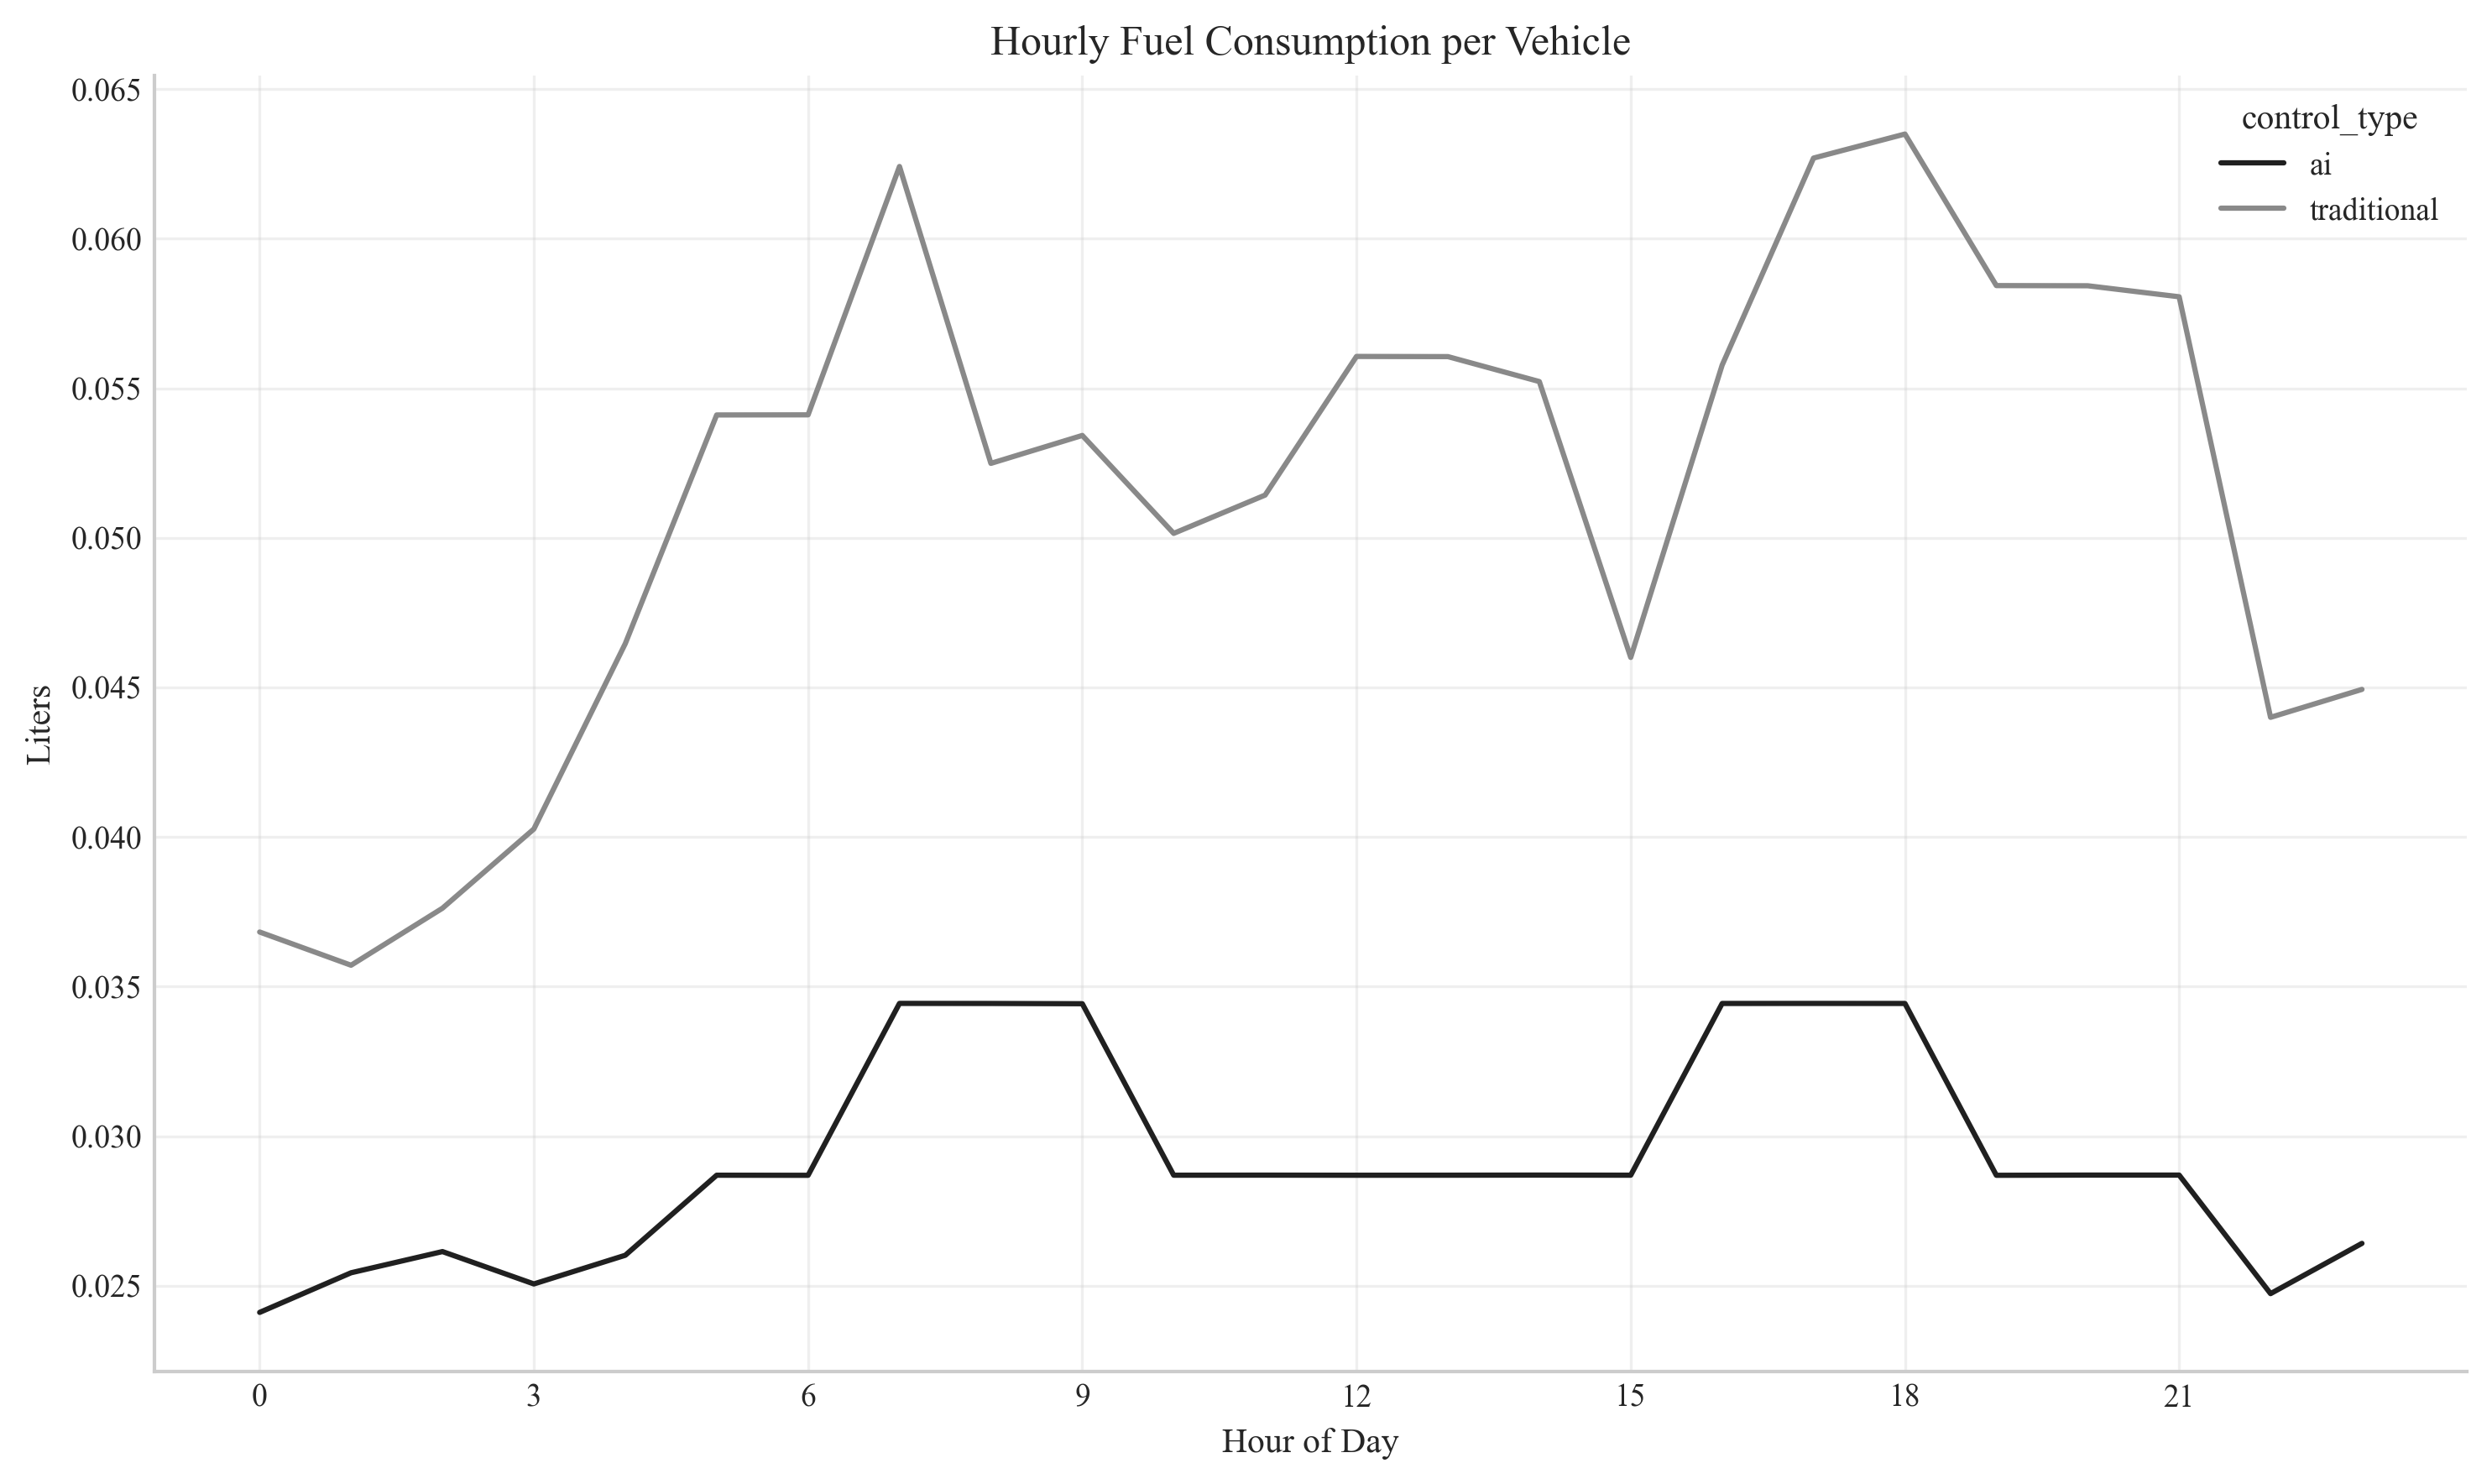 Hourly Fuel Consumption per Vehicle
0.065
0.060
0.055
0.050
0.045
0.040
0.035
0.030
0.025
Liters
control_type
ai
traditional
0 3 6 9 12 15 18 21
Hour of Day